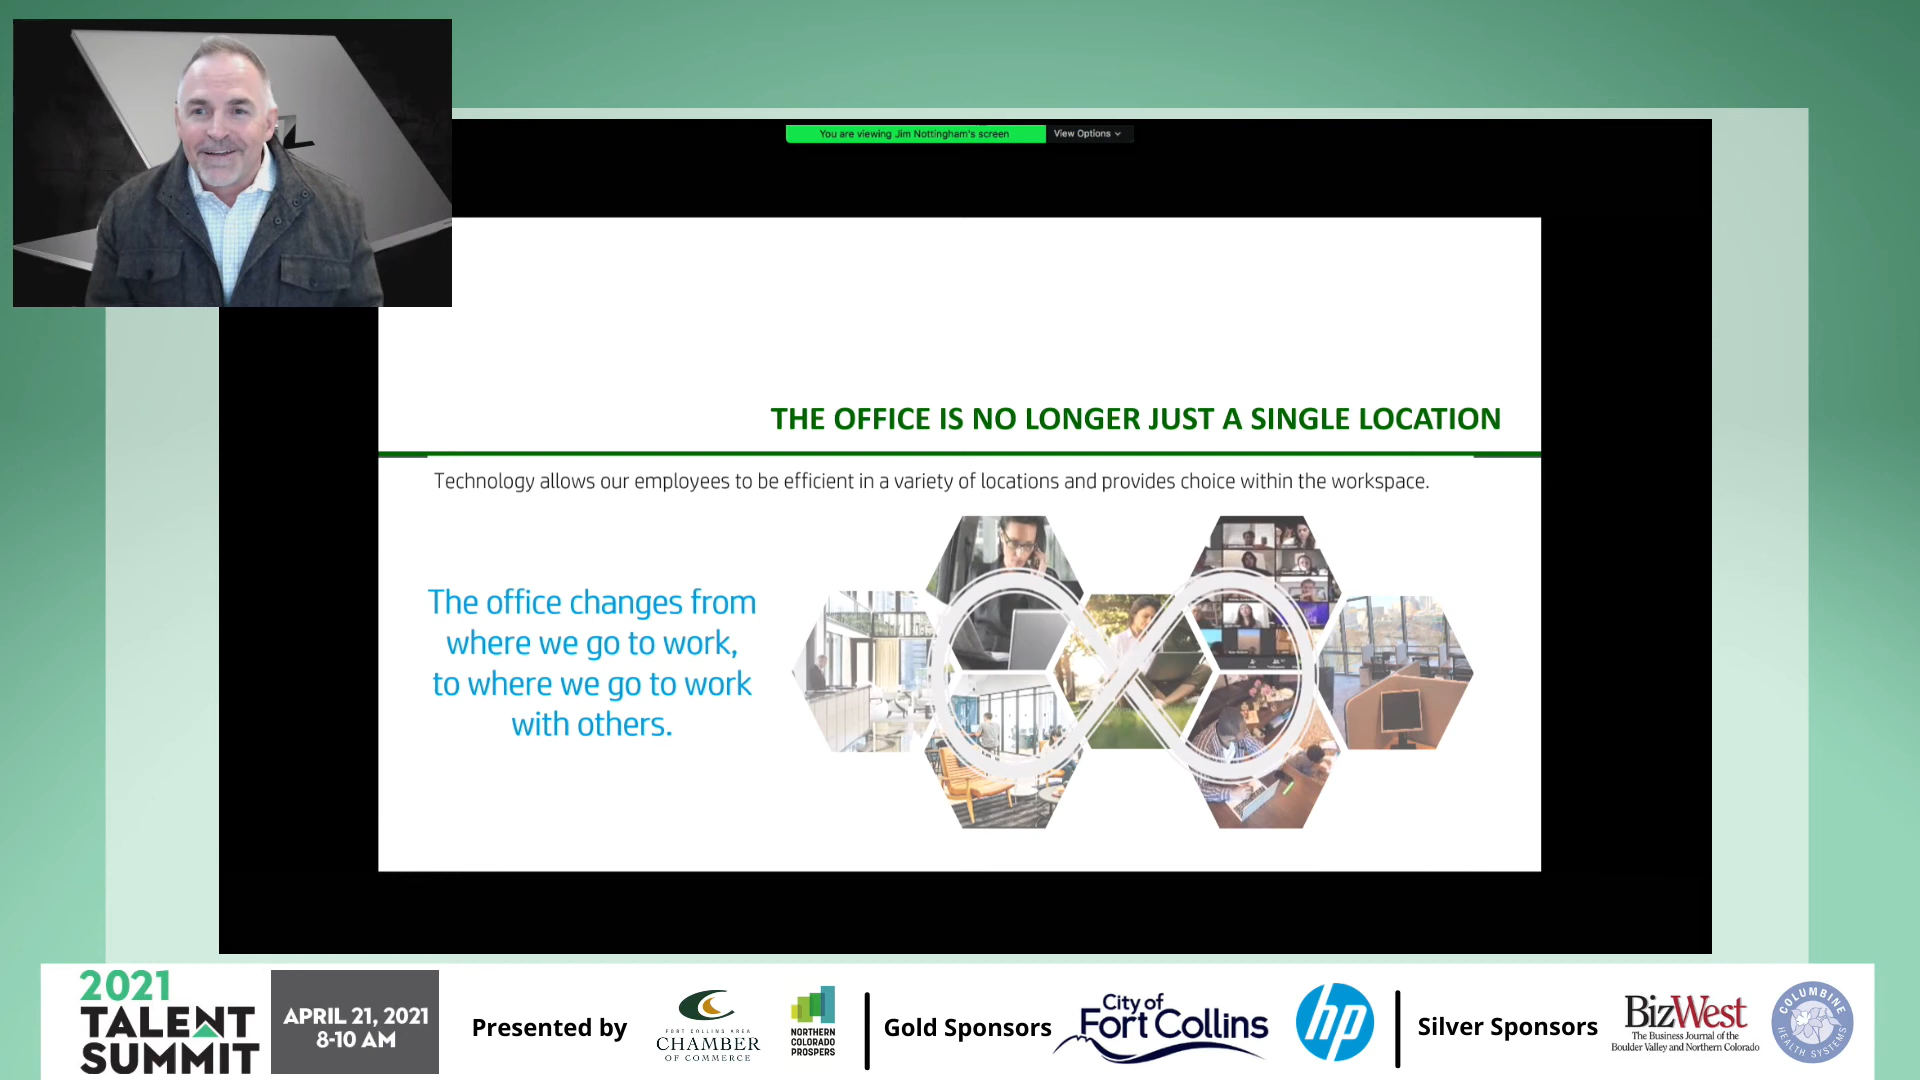 You are viewing Jim Nottingham's screen
View Options
THE OFFICE IS NO LONGER JUST A SINGLE LOCATION
Technology allows our employees to be efficient in a variety of locations and provides choice within the workspace.
The office changes from
where we go to work,
to where we go to work
with others.
2021
TALENT
SUMMIT
APRIL 21, 2021
8-10 AM
Presented by
FORT COLLINS AREA
CHAMBER
OF COMMERCE
NORTHERN
COLORADO
PROSPERS
Gold Sponsors
City of
Fort Collins
hp
Silver Sponsors
BizWest
The Business Journal of the
Boulder Valley and Northern Colorado
COLUMBINE
HEALTH SYSTEMS